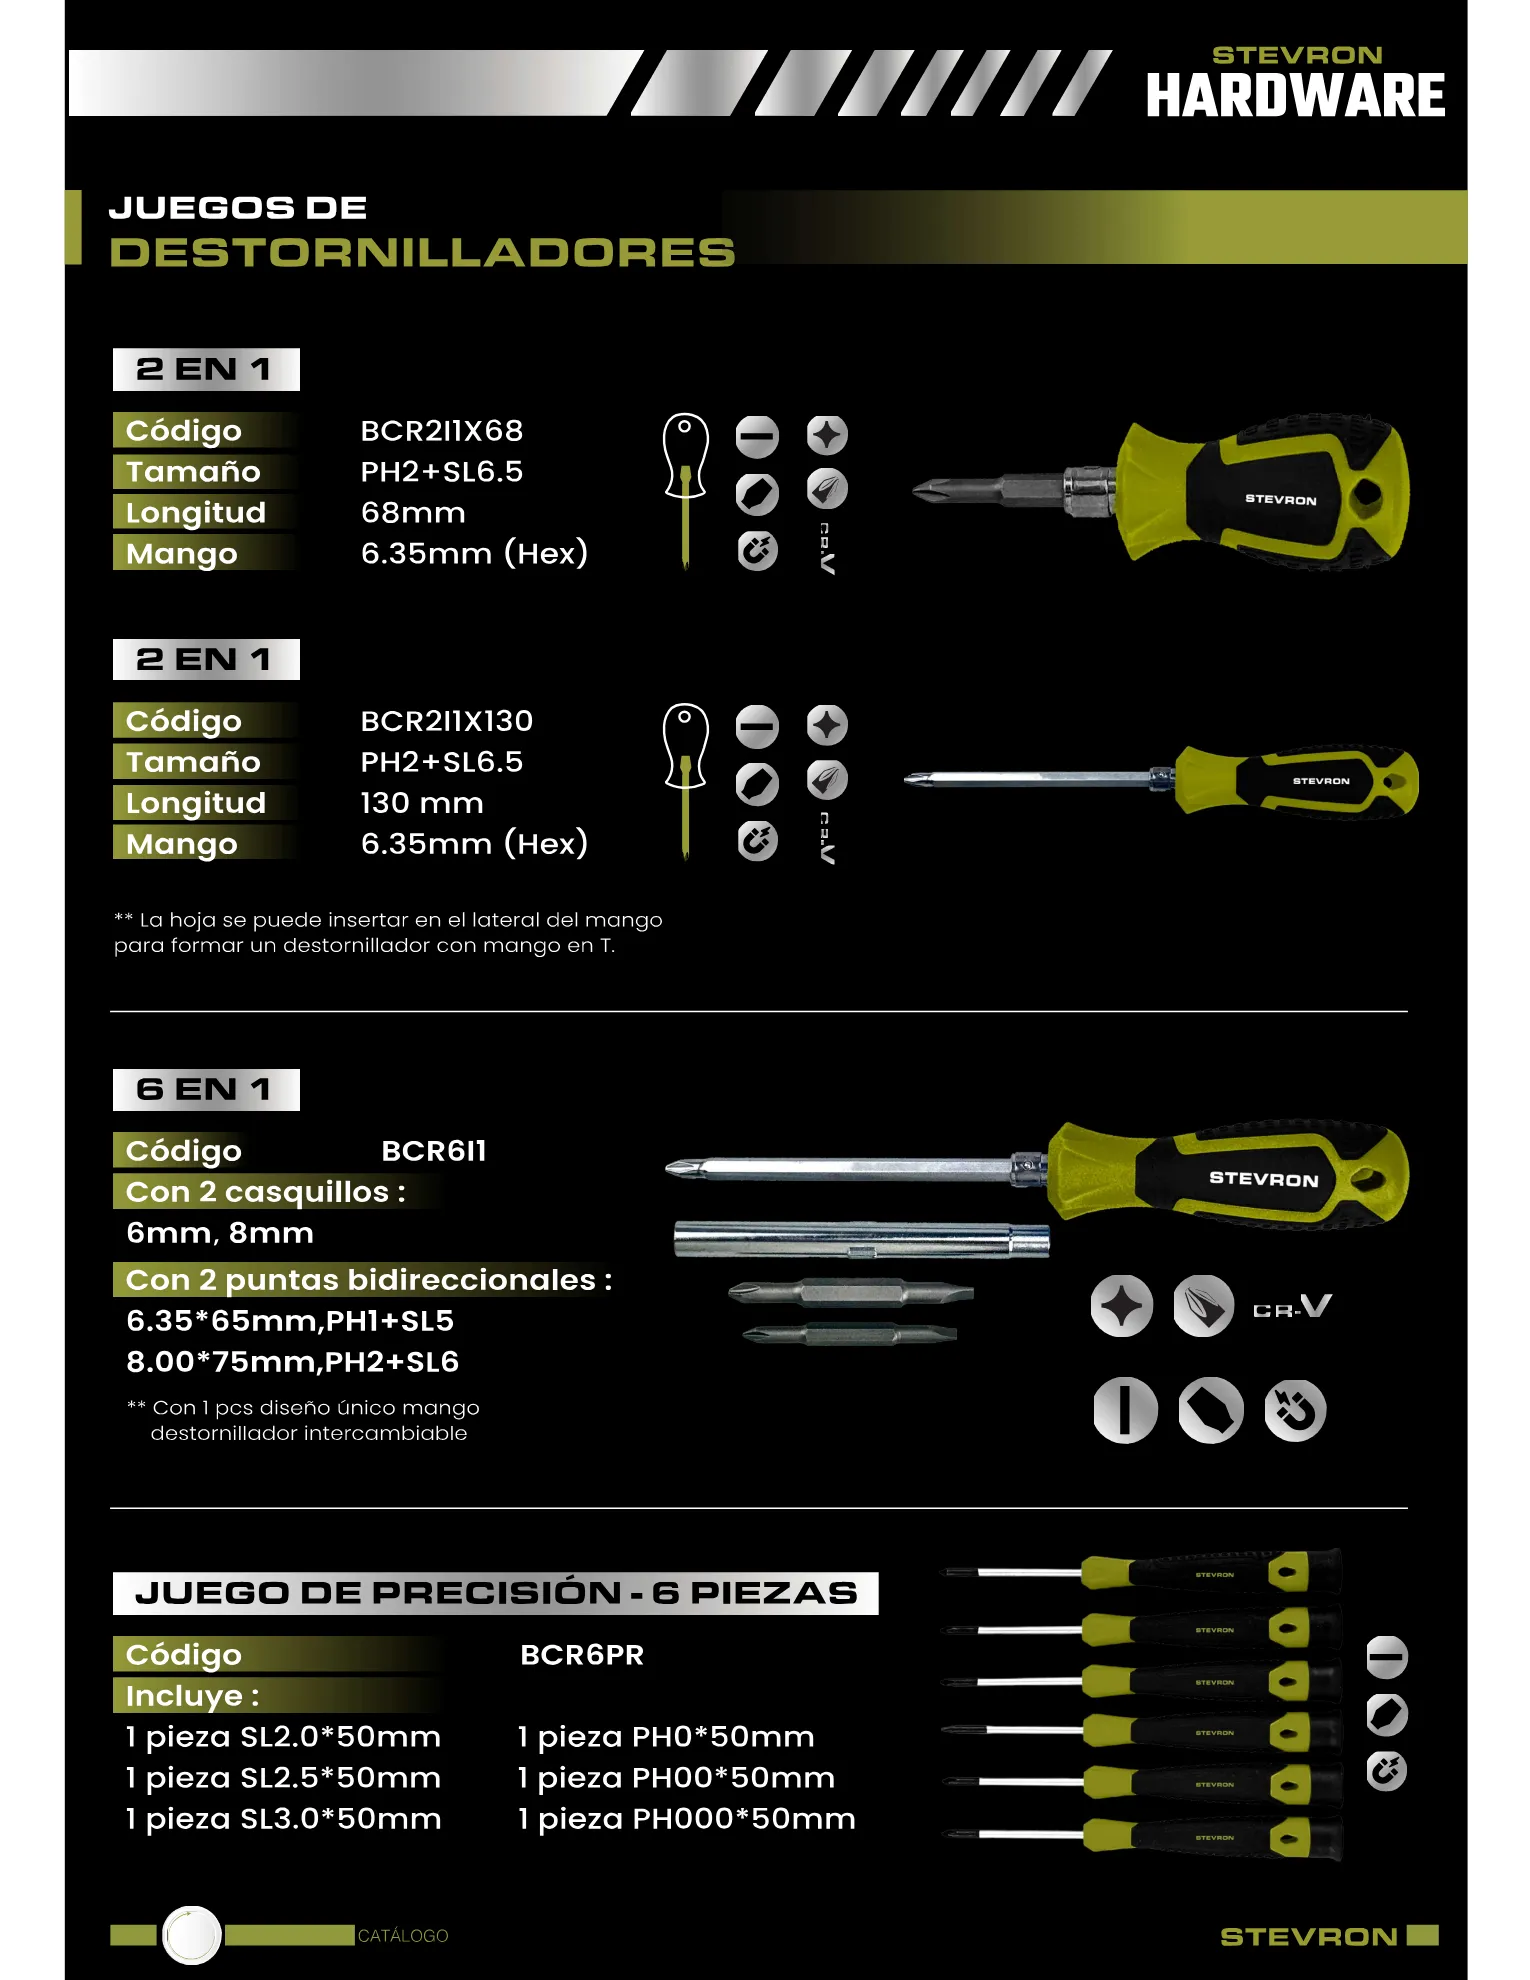 STEVRON
HARDWARE
JUEGOS DE
DESTORNILLADORES
2 EN 1
Código BCR2I1X68
Tamaño PH2+SL6.5
Longitud 68mm
Mango 6.35mm (Hex)
CR-V
STEVRON
2 EN 1
Código BCR2I1X130
Tamaño PH2+SL6.5
Longitud 130 mm
Mango 6.35mm (Hex)
CR-V
STEVRON
** La hoja se puede insertar en el lateral del mango
para formar un destornillador con mango en T.
6 EN 1
Código BCR6I1
Con 2 casquillos :
6mm, 8mm
Con 2 puntas bidireccionales :
6.35*65mm,PH1+SL5
8.00*75mm,PH2+SL6
** Con 1 pcs diseño único mango
destornillador intercambiable
STEVRON
CR-V
JUEGO DE PRECISIÓN - 6 PIEZAS
Código BCR6PR
Incluye :
1 pieza SL2.0*50mm 1 pieza PH0*50mm
1 pieza SL2.5*50mm 1 pieza PH00*50mm
1 pieza SL3.0*50mm 1 pieza PH000*50mm
STEVRON
STEVRON
STEVRON
STEVRON
STEVRON
STEVRON
CATÁLOGO
STEVRON